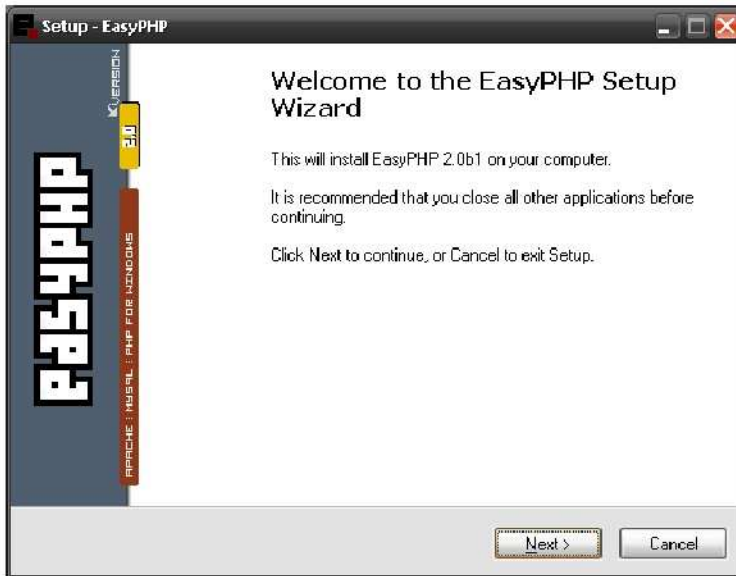 Setup - EasyPHP
VERSION
2.0
easyPHP
APACHE : MYSQL : PHP FOR WINDOWS
Welcome to the EasyPHP Setup
Wizard
This will install EasyPHP 2.0b1 on your computer.
It is recommended that you close all other applications before
continuing.
Click Next to continue, or Cancel to exit Setup.
Next >
Cancel